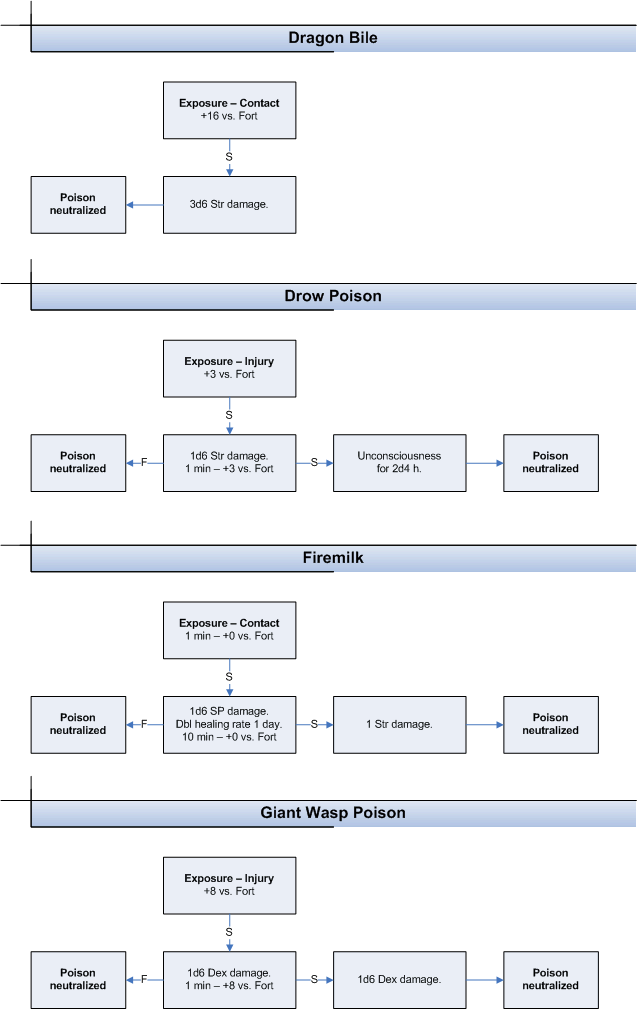 Dragon Bile
Exposure – Contact
+16 vs. Fort
S
Poison
neutralized
3d6 Str damage.
Drow Poison
Exposure – Injury
+3 vs. Fort
S
Poison
neutralized
F
1d6 Str damage.
1 min – +3 vs. Fort
S
Unconsciousness
for 2d4 h.
Poison
neutralized
Firemilk
Exposure – Contact
1 min – +0 vs. Fort
S
Poison
neutralized
F
1d6 SP damage.
Dbl healing rate 1 day.
10 min – +0 vs. Fort
S
1 Str damage.
Poison
neutralized
Giant Wasp Poison
Exposure – Injury
+8 vs. Fort
S
Poison
neutralized
F
1d6 Dex damage.
1 min – +8 vs. Fort
S
1d6 Dex damage.
Poison
neutralized